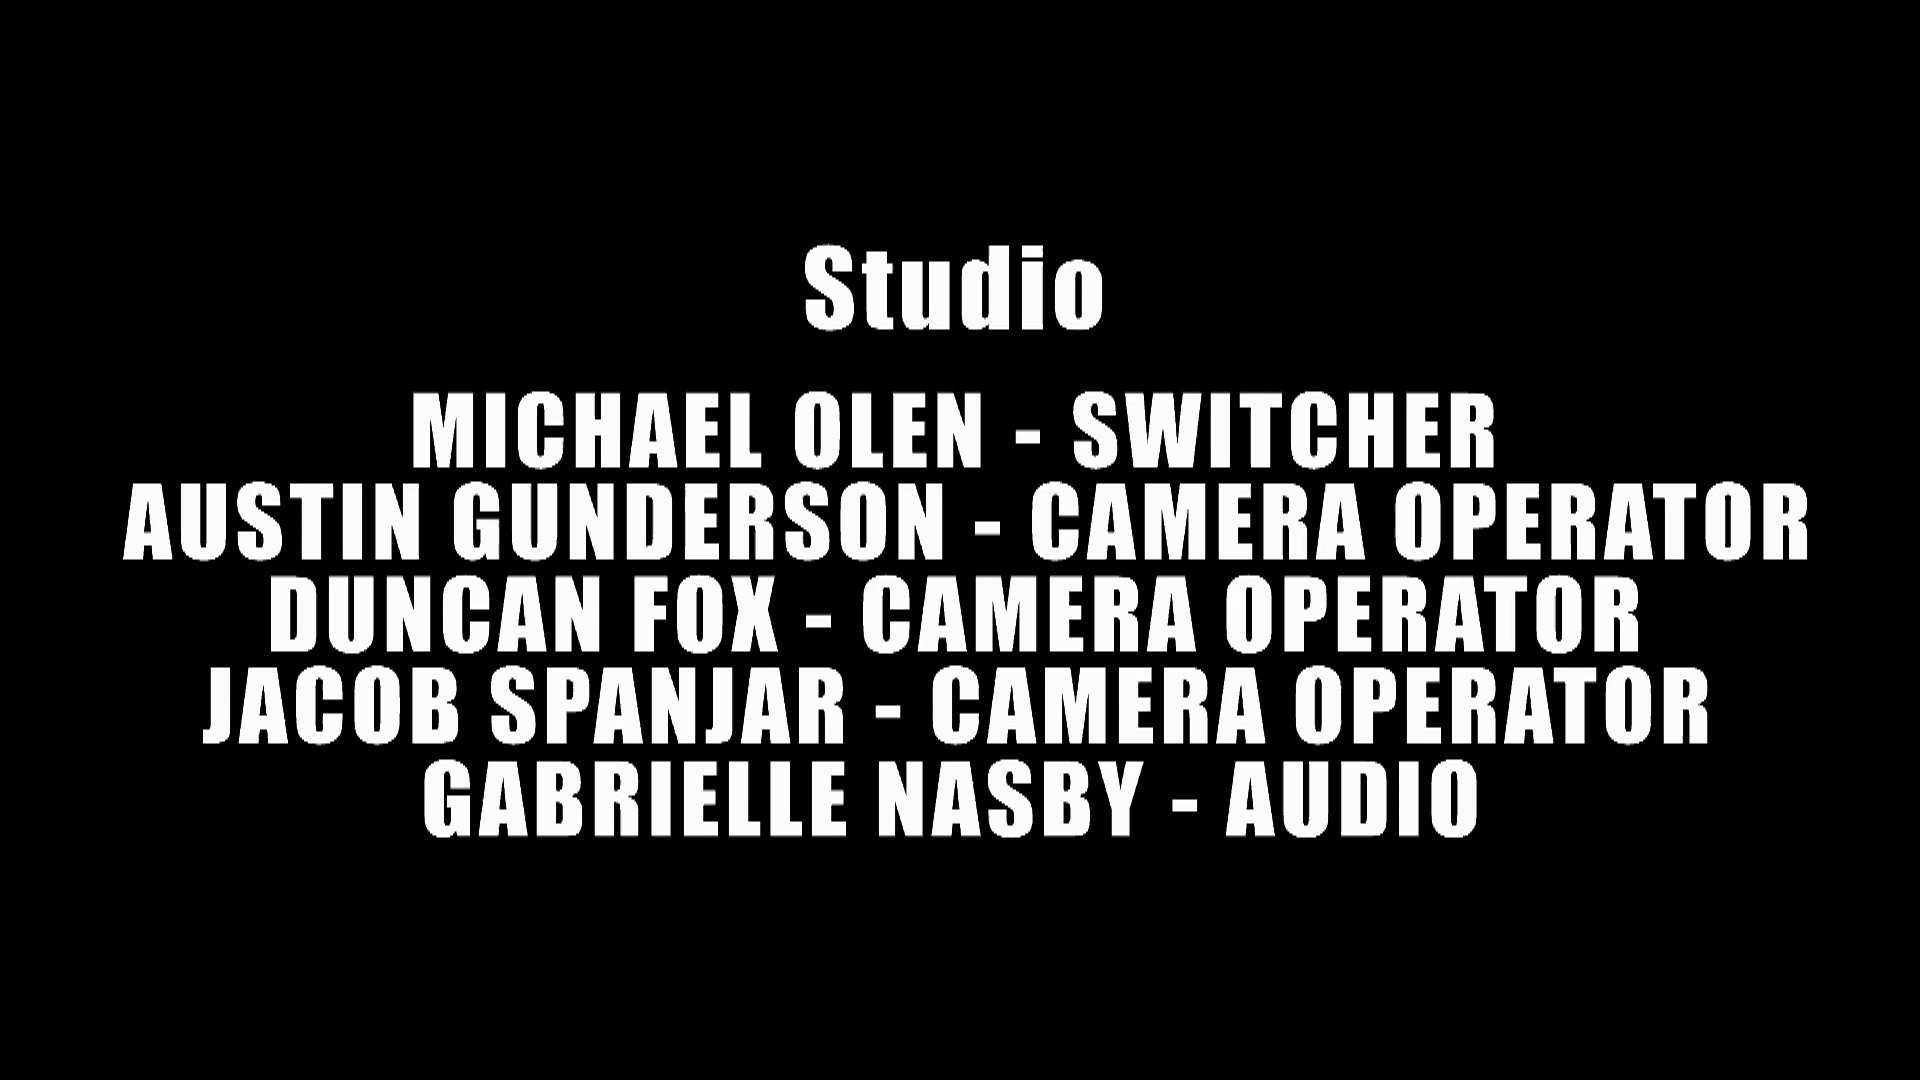 Studio
MICHAEL OLEN - SWITCHER
AUSTIN GUNDERSON - CAMERA OPERATOR
DUNCAN FOX - CAMERA OPERATOR
JACOB SPANJAR - CAMERA OPERATOR
GABRIELLE NASBY - AUDIO